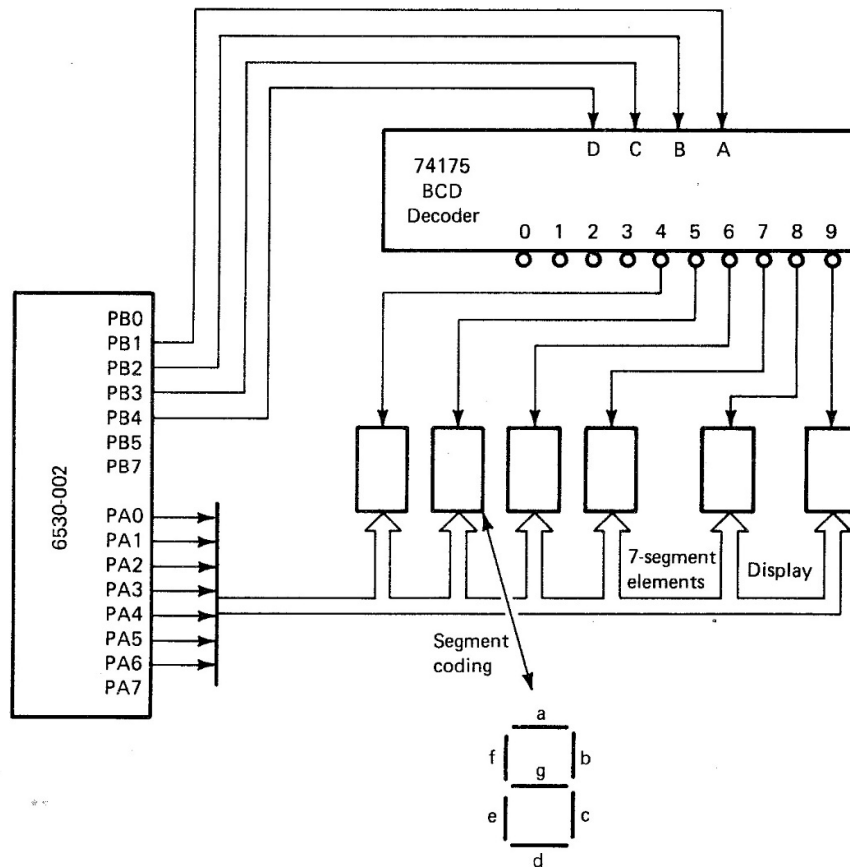 D C B A
74175
BCD
Decoder
0 1 2 3 4 5 6 7 8 9
6530-002
PB0
PB1
PB2
PB3
PB4
PB5
PB7
PA0
PA1
PA2
PA3
PA4
PA5
PA6
PA7
7-segment
elements
Display
Segment
coding
a
f b
g
e c
d